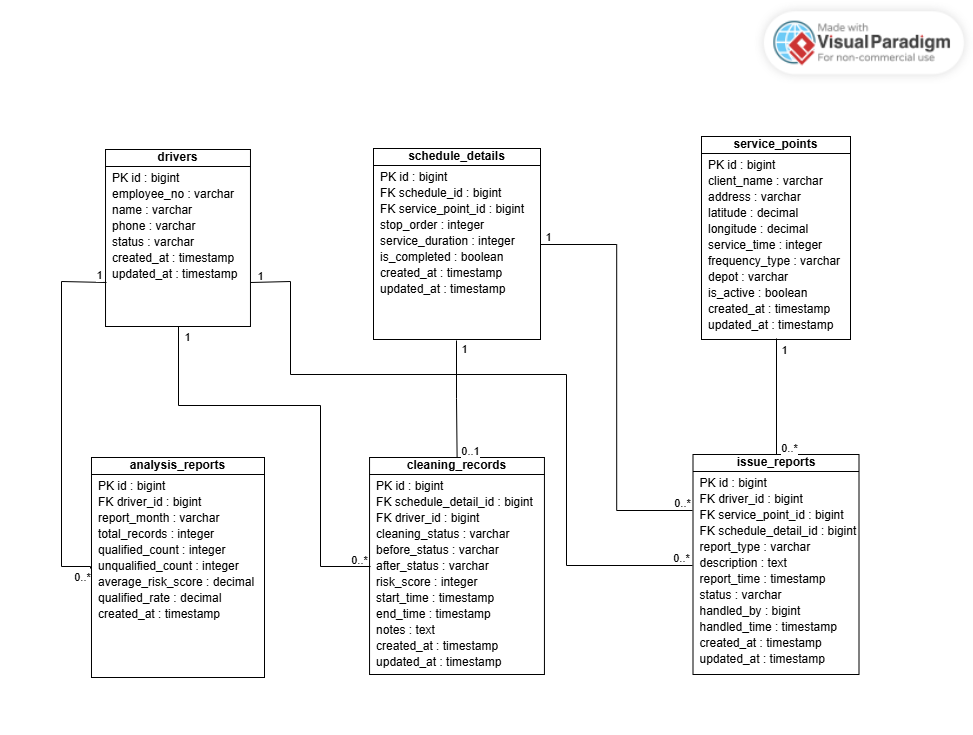 Made with
VisualParadigm
For non-commercial use
drivers
PK id : bigint
employee_no : varchar
name : varchar
phone : varchar
status : varchar
created_at : timestamp
updated_at : timestamp
schedule_details
PK id : bigint
FK schedule_id : bigint
FK service_point_id : bigint
stop_order : integer
service_duration : integer
is_completed : boolean
created_at : timestamp
updated_at : timestamp
service_points
PK id : bigint
client_name : varchar
address : varchar
latitude : decimal
longitude : decimal
service_time : integer
frequency_type : varchar
depot : varchar
is_active : boolean
created_at : timestamp
updated_at : timestamp
1
1
1
1
1
1
0..*
0..*
0..1
0..*
0..*
0..*
analysis_reports
PK id : bigint
FK driver_id : bigint
report_month : varchar
total_records : integer
qualified_count : integer
unqualified_count : integer
average_risk_score : decimal
qualified_rate : decimal
created_at : timestamp
cleaning_records
PK id : bigint
FK schedule_detail_id : bigint
FK driver_id : bigint
cleaning_status : varchar
before_status : varchar
after_status : varchar
risk_score : integer
start_time : timestamp
end_time : timestamp
notes : text
created_at : timestamp
updated_at : timestamp
issue_reports
PK id : bigint
FK driver_id : bigint
FK service_point_id : bigint
FK schedule_detail_id : bigint
report_type : varchar
description : text
report_time : timestamp
status : varchar
handled_by : bigint
handled_time : timestamp
created_at : timestamp
updated_at : timestamp